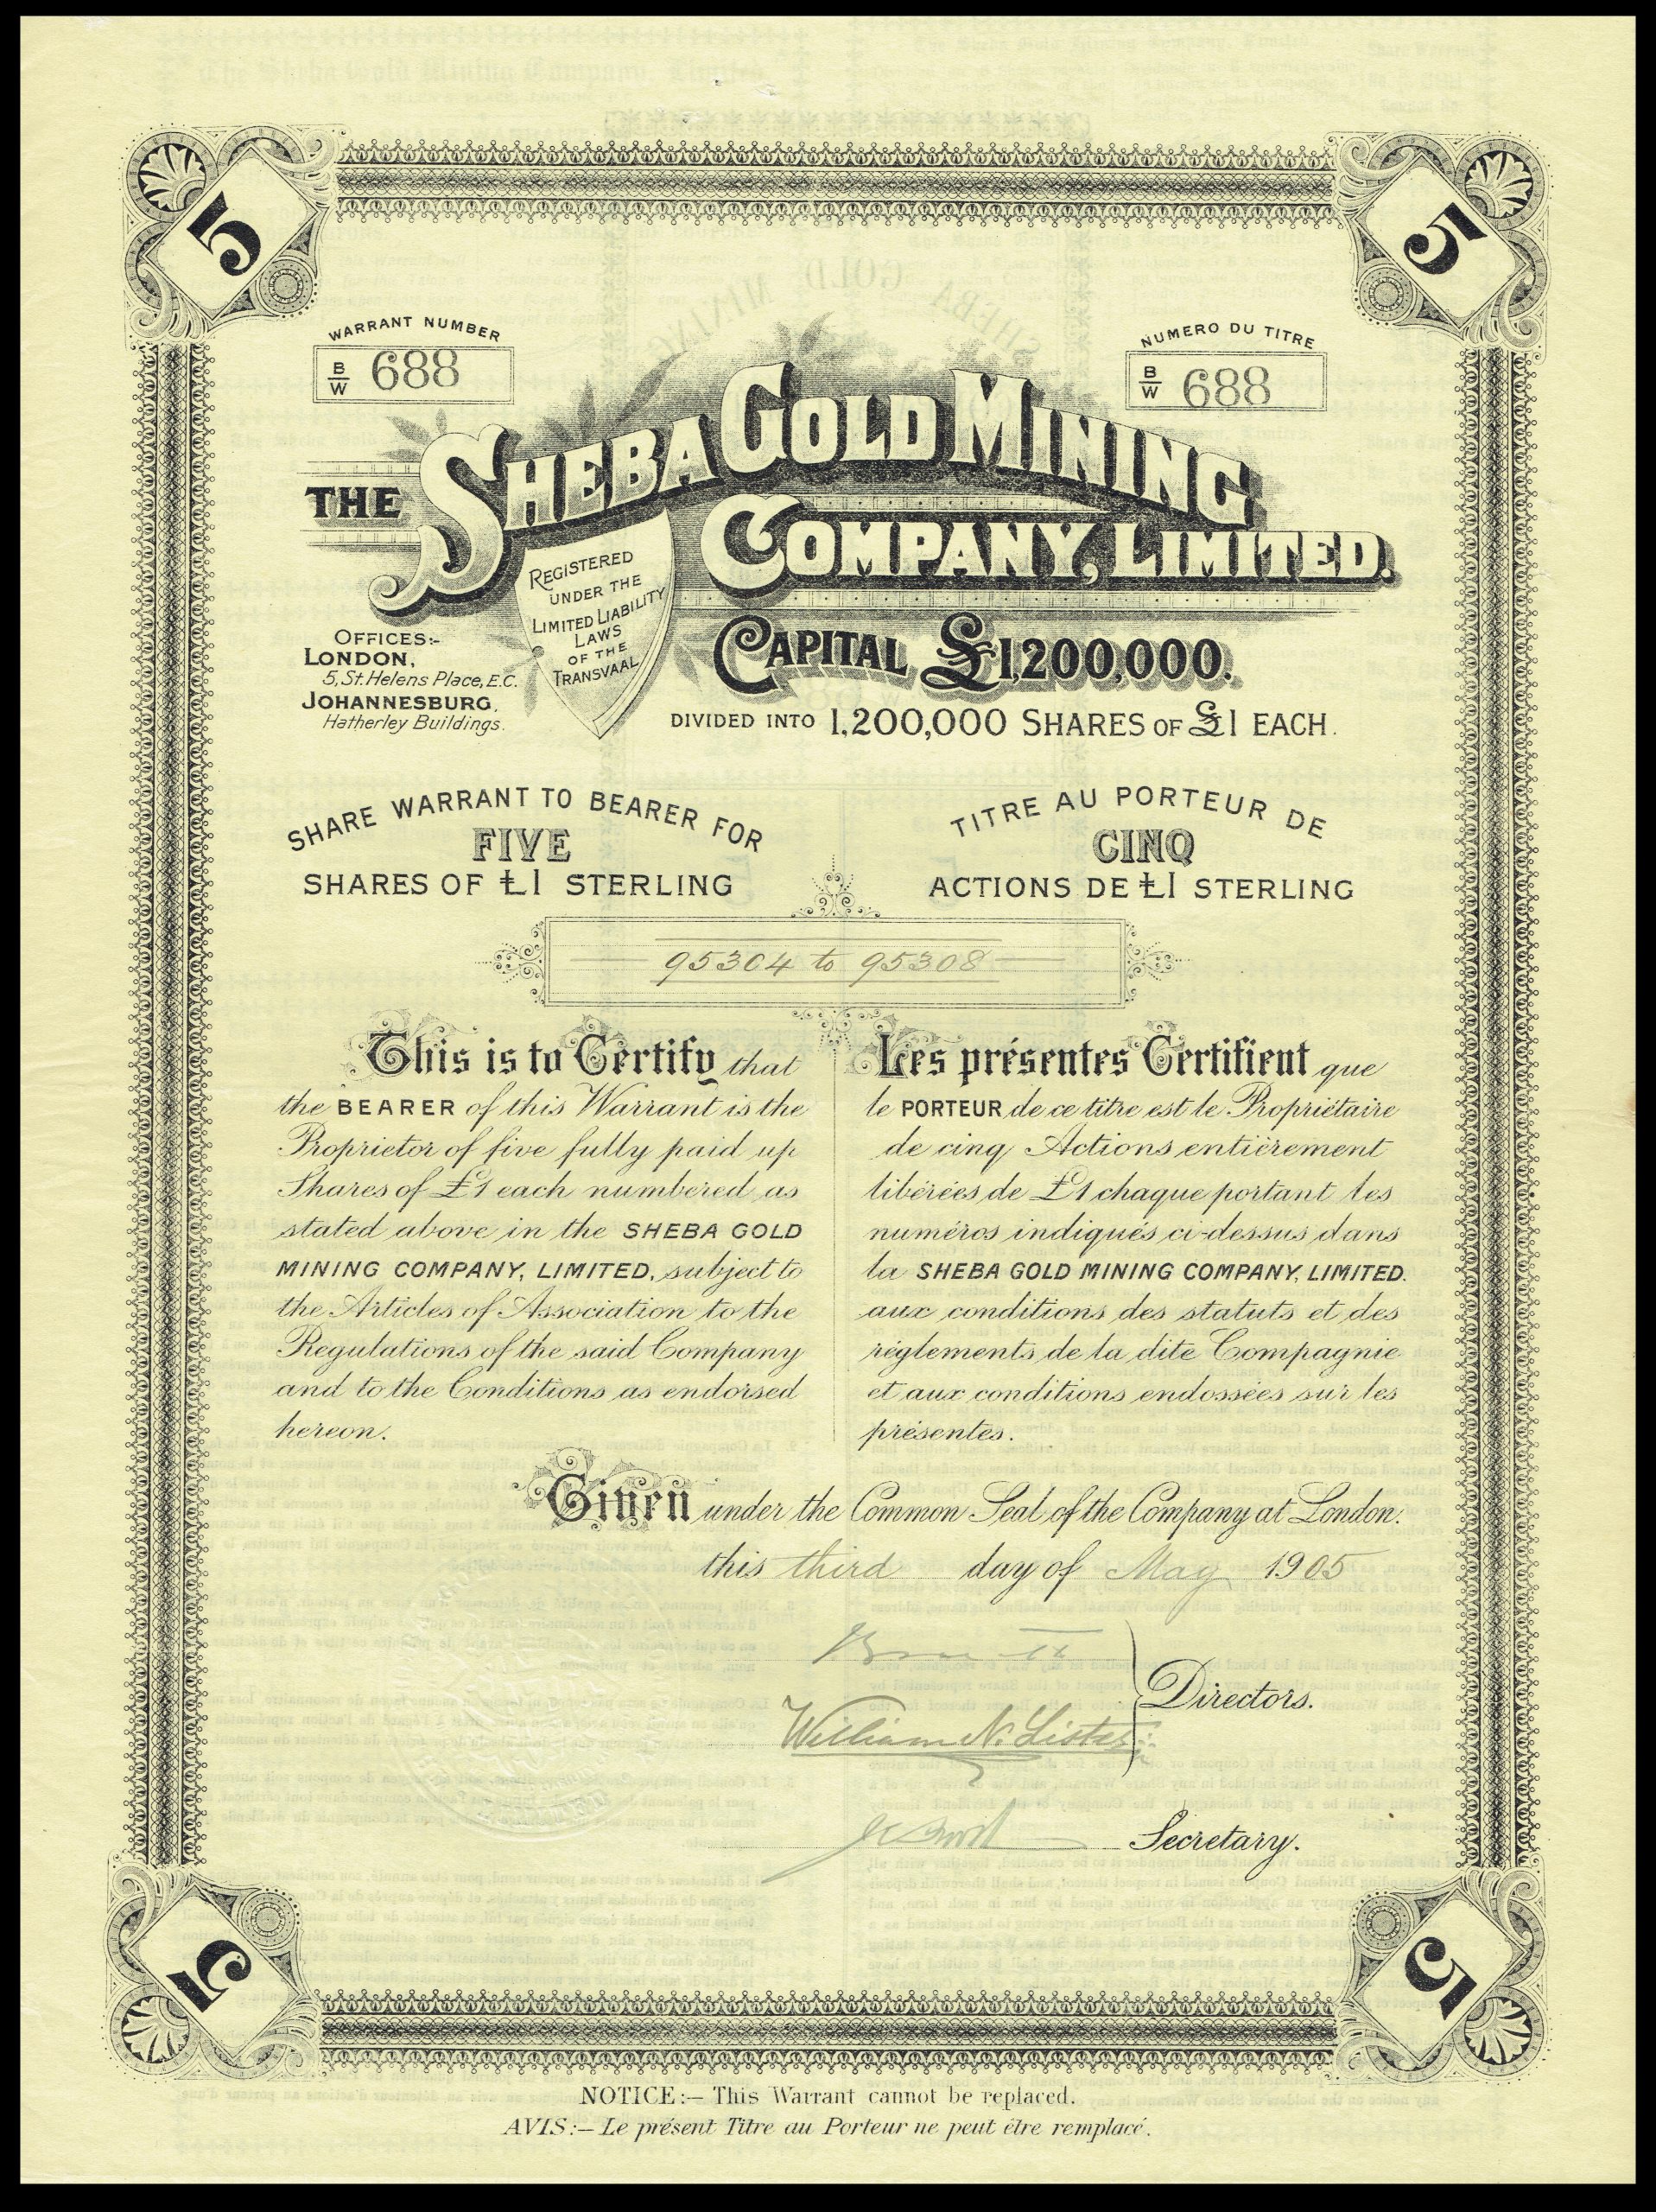 5
5
WARRANT NUMBER
B/W 688
NUMERO DU TITRE
B/W 688
THE SHEBA GOLD MINING
COMPANY, LIMITED.
REGISTERED
UNDER THE
LIMITED LIABILITY
LAWS
OF THE
TRANSVAAL
OFFICES:-
LONDON,
5, St. Helens Place, E.C.
JOHANNESBURG,
Hatherley Buildings.
CAPITAL £1,200,000.
DIVIDED INTO 1,200,000 SHARES OF £1 EACH.
SHARE WARRANT TO BEARER FOR
FIVE
SHARES OF £1 STERLING
TITRE AU PORTEUR DE
CINQ
ACTIONS DE £1 STERLING
95304 to 95308
This is to Certify that
the BEARER of this Warrant is the
Proprietor of five fully paid up
Shares of £1 each numbered as
stated above in the SHEBA GOLD
MINING COMPANY, LIMITED, subject to
the Articles of Association to the
Regulations of the said Company
and to the Conditions as endorsed
hereon.
Les présentes Certifient que
le PORTEUR de ce titre est le Propriétaire
de cinq Actions entièrement
libérées de £1 chaque portant les
numéros indiqués ci-dessus dans
la SHEBA GOLD MINING COMPANY, LIMITED.
aux conditions des statuts et des
réglements de la dite Compagnie
et aux conditions endossées sur les
présentes.
Given under the Common Seal of the Company at London.
this third day of May 1905
William N. Lister
Directors.
Secretary.
5
5
NOTICE:— This Warrant cannot be replaced.
AVIS:— Le présent Titre au Porteur ne peut être remplacé.